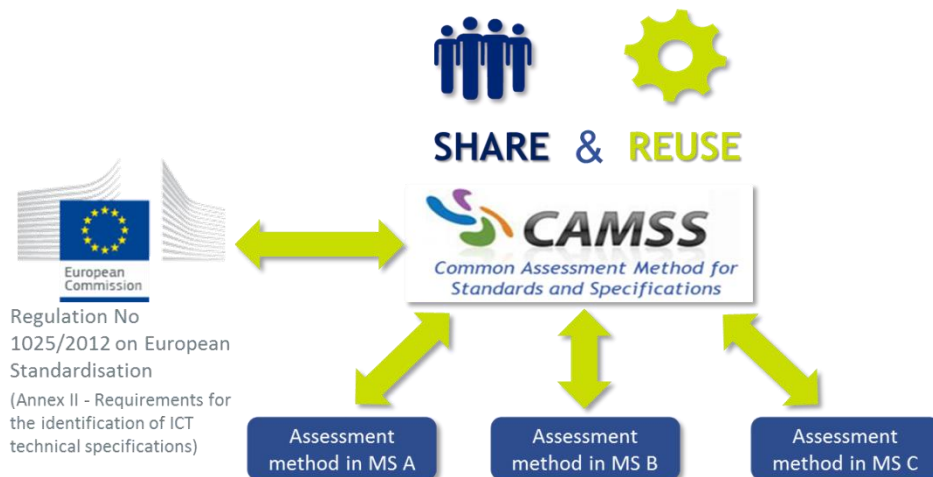 SHARE & REUSE
CAMSS
Common Assessment Method for
Standards and Specifications
European
Commission
Regulation No
1025/2012 on European
Standardisation
(Annex II - Requirements for
the identification of ICT
technical specifications)
Assessment
method in MS A
Assessment
method in MS B
Assessment
method in MS C